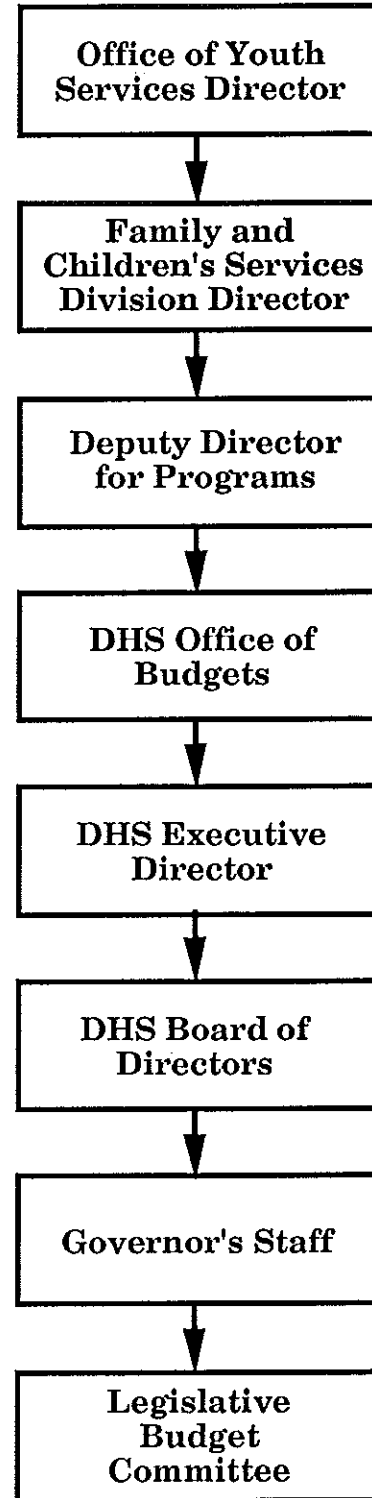 Office of Youth
Services Director
Family and
Children's Services
Division Director
Deputy Director
for Programs
DHS Office of
Budgets
DHS Executive
Director
DHS Board of
Directors
Governor's Staff
Legislative
Budget
Committee